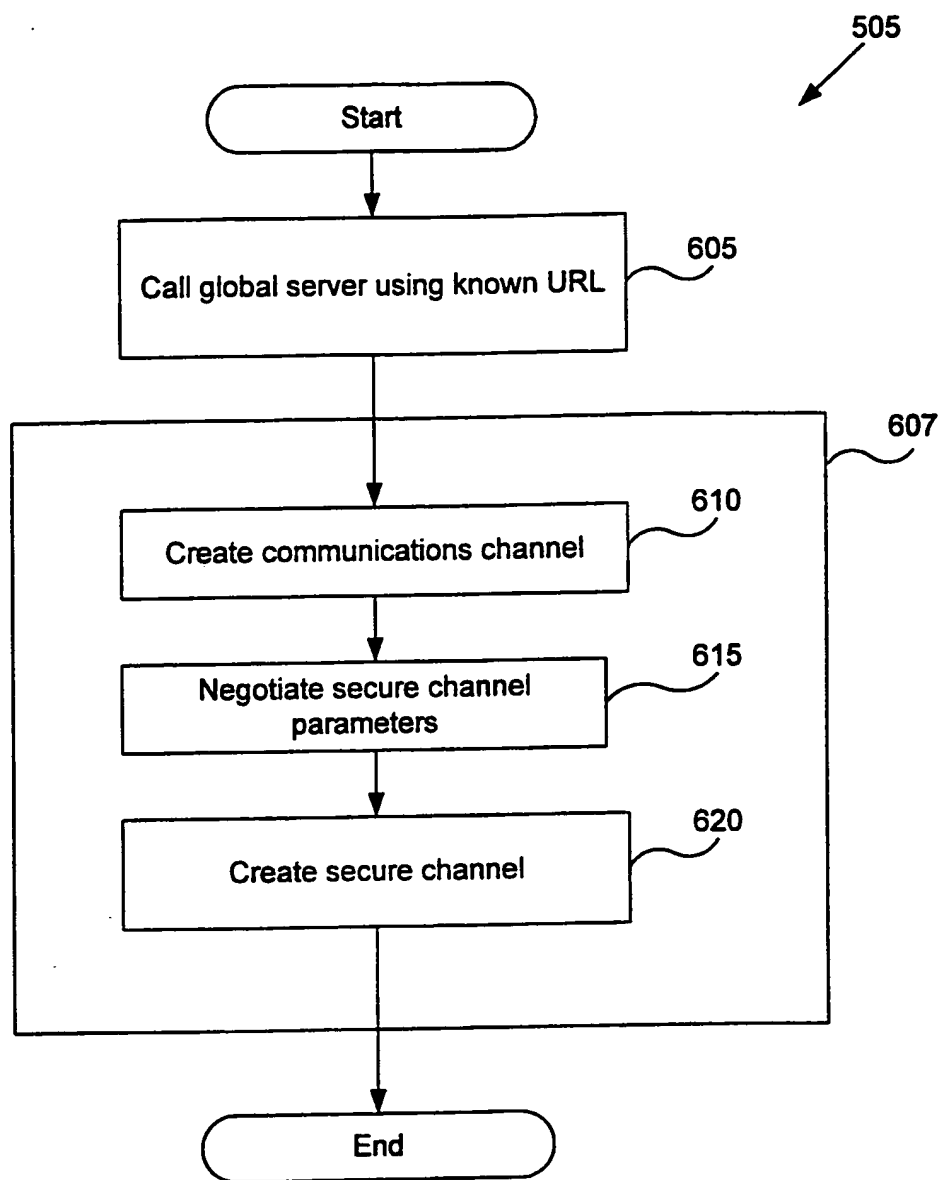 505
Start
605
Call global server using known URL
607
610
Create communications channel
615
Negotiate secure channel
parameters
620
Create secure channel
End